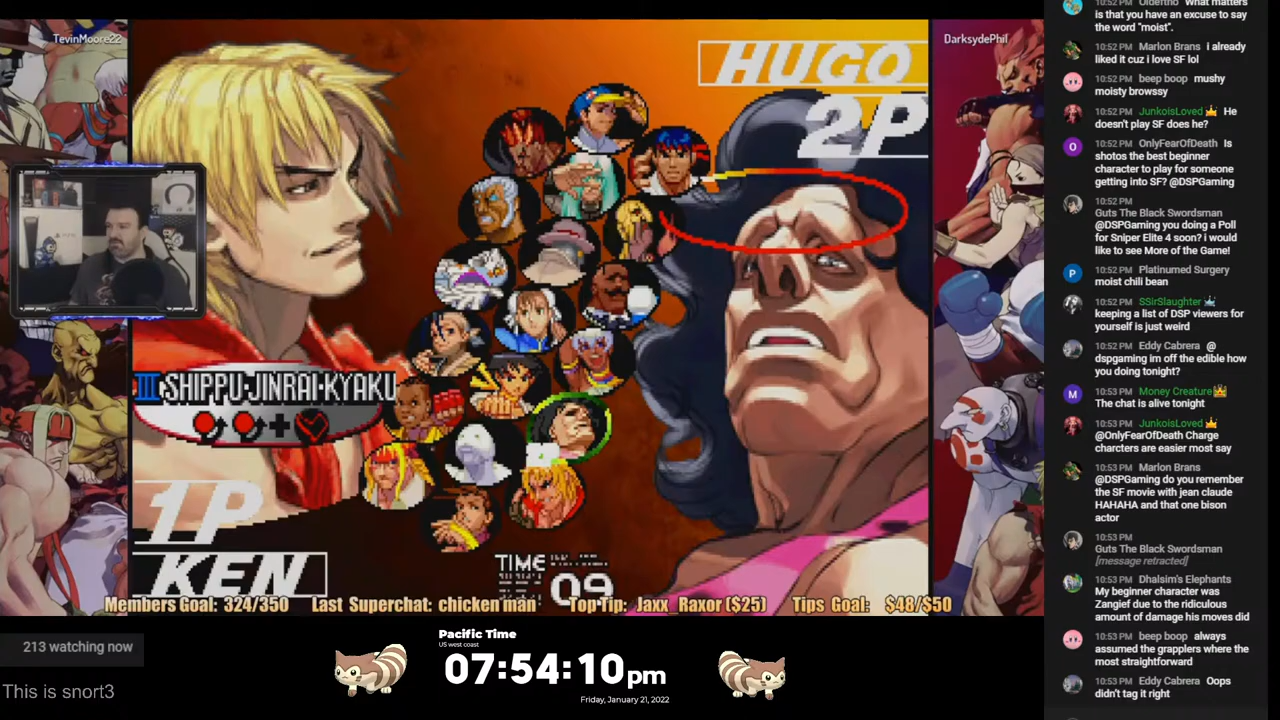 TevinMoore22
DarksydePhil
HUGO
2P
III SHIPPU·JINRAI·KYAKU
1P
KEN
TIME
09
Members Goal: 324/350 Last Superchat: chicken man Top Tip: Jaxx_Raxor ($25) Tips Goal: $48/$50
213 watching now
This is snort3
Pacific Time
US west coast
07:54:10pm
Friday, January 21, 2022
is that you have an excuse to say
the word "moist".
10:52 PM Marlon Brans i already
liked it cuz i love SF lol
10:52 PM beep boop mushy
moisty browssy
10:52 PM JunkoisLoved He
doesn't play SF does he?
10:52 PM OnlyFearOfDeath Is
shotos the best beginner
character to play for someone
getting into SF? @DSPGaming
10:52 PM
Guts The Black Swordsman
@DSPGaming you doing a Poll
for Sniper Elite 4 soon? i would
like to see More of the Game!
10:52 PM Platinumed Surgery
moist chili bean
10:52 PM SSirSlaughter
keeping a list of DSP viewers for
yourself is just weird
10:52 PM Eddy Cabrera @
dspgaming im off the edible how
you doing tonight?
10:53 PM Money Creature
The chat is alive tonight
10:53 PM JunkoisLoved
@OnlyFearOfDeath Charge
charcters are easier most say
10:53 PM Marlon Brans
@DSPGaming do you remember
the SF movie with jean claude
HAHAHA and that one bison
actor
10:53 PM
Guts The Black Swordsman
[message retracted]
10:53 PM Dhalsim's Elephants
My beginner character was
Zangief due to the ridiculous
amount of damage his moves did
10:53 PM beep boop always
assumed the grapplers where the
most straightforward
10:53 PM Eddy Cabrera Oops
didn't tag it right